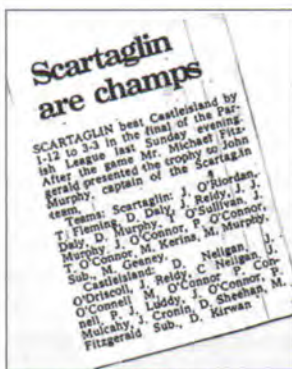 Scartaglin
are champs
SCARTAGLIN beat Castleisland by
1-12 to 3-3 in the final of the Par-
ish League last Sunday evening.
After the game Mr. Michael Fitz-
gerald presented the trophy to John
Murphy, captain of the Scartaglin
team.
Teams: Scartaglin: J. O'Riordan,
T. Fleming, D. Daly, J. Reidy, J. J.
Daly, D. Murphy, T. O'Sullivan, J.
Murphy, J. O'Connor, P. O'Connor,
T. O'Connor, M. Kerins, M. Murphy,
Sub., M. Geaney.
Castleisland: D. Neligan, J.
O'Driscoll, J. Reidy, C. Neligan, J.
O'Connell, M. O'Connor, P. Con-
nell, P. J. Luddy, J. O'Connor, P.
Mulcahy, J. Cronin, D. Sheehan, M.
Fitzgerald Sub., D. Kirwan